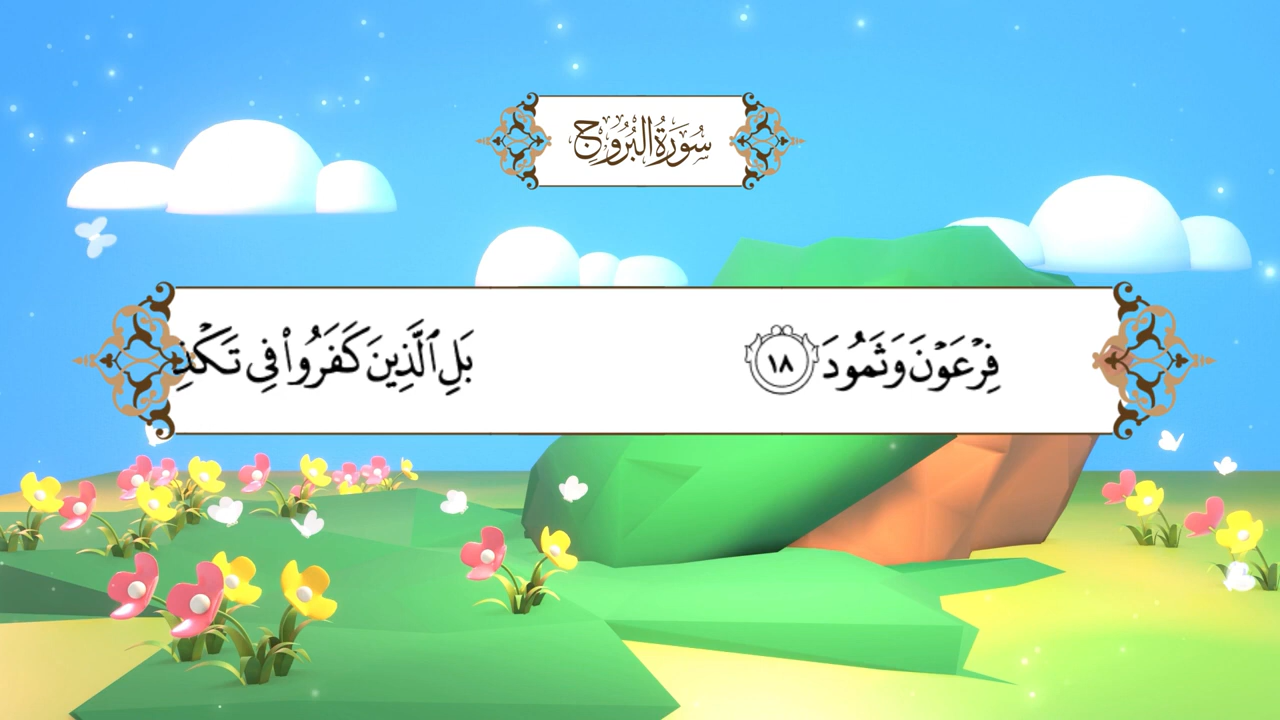 سُورَةُ البُرُوجِ
فِرْعَوْنَ وَثَمُودَ ١٨ بَلِ ٱلَّذِينَ كَفَرُوا۟ فِى تَكْذِ